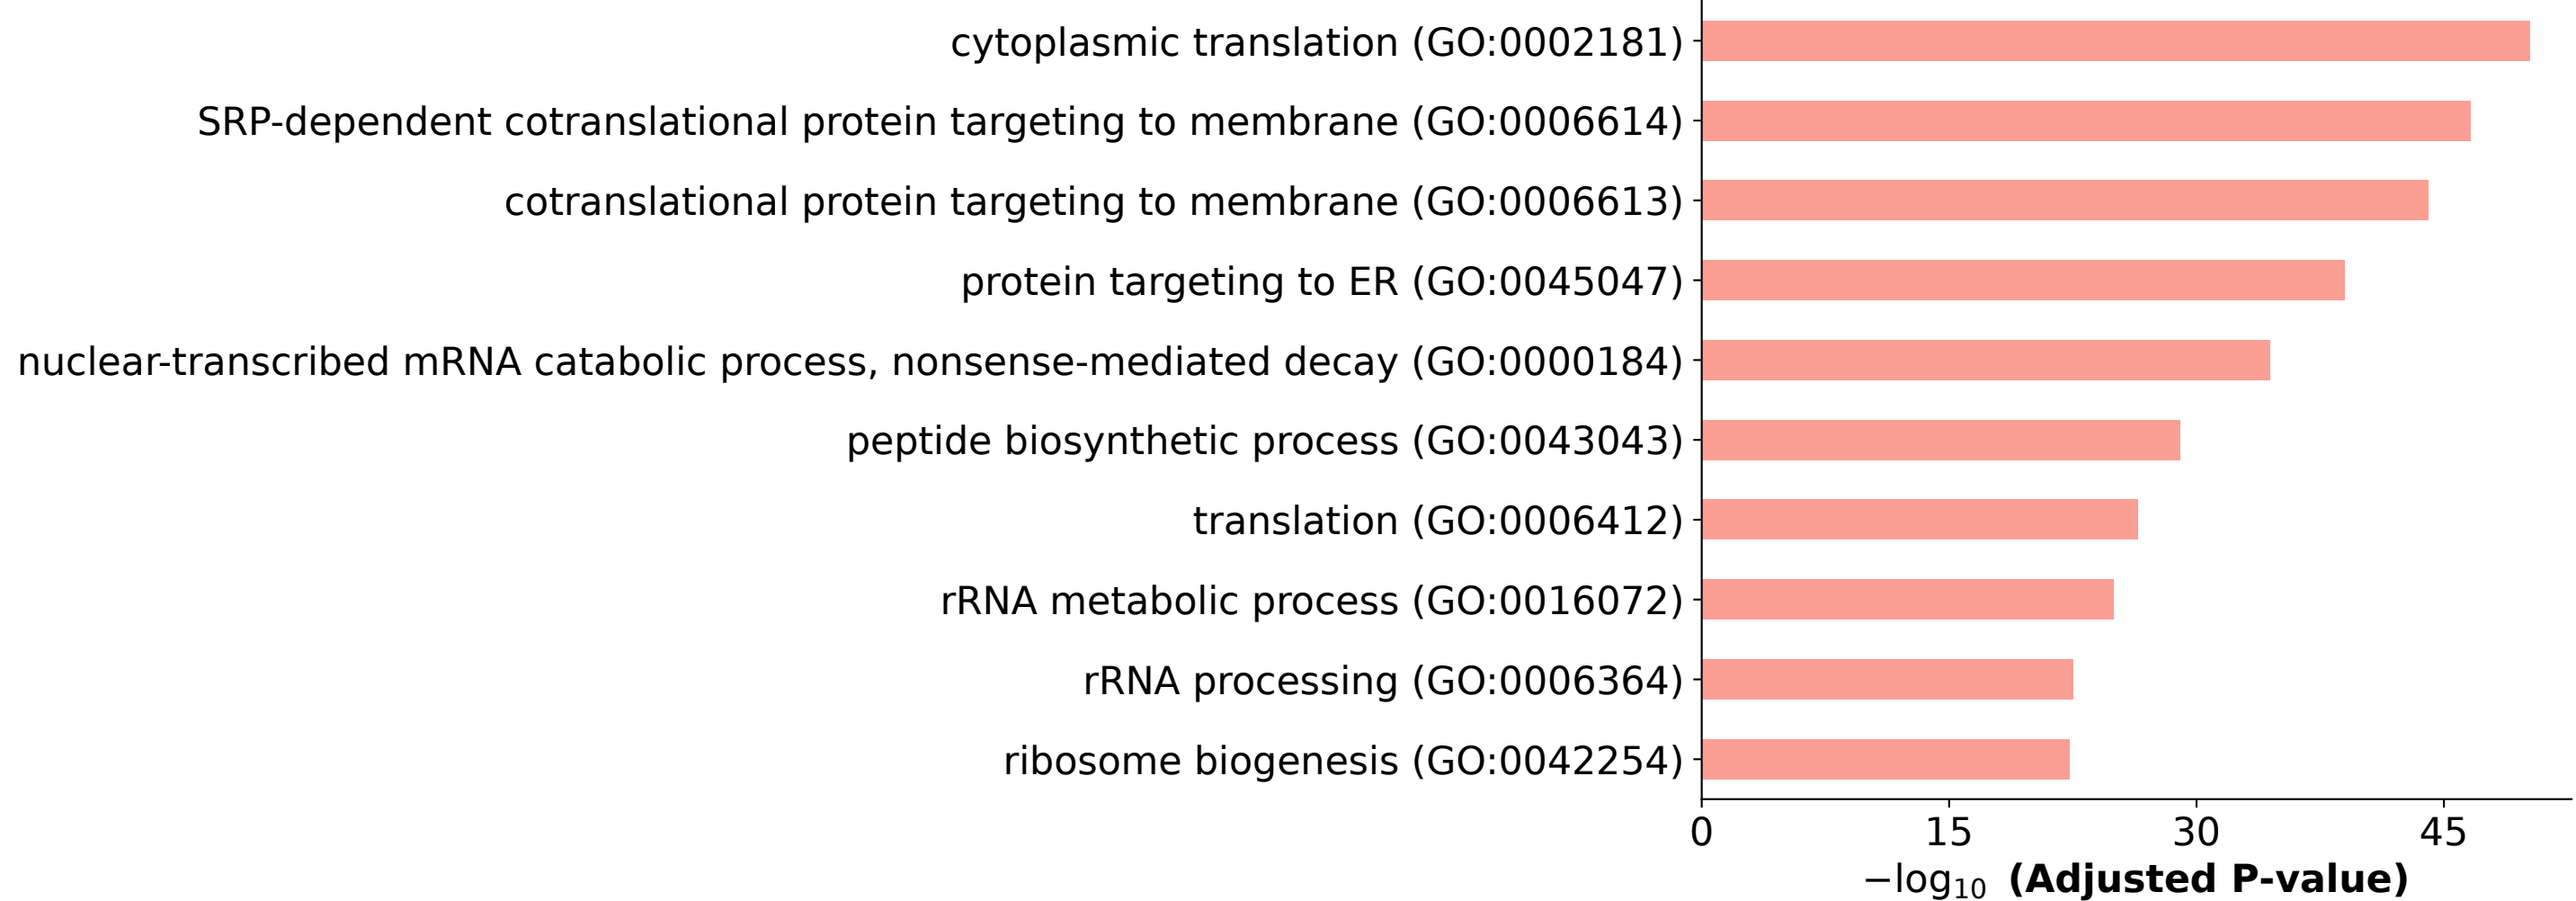 cytoplasmic translation (GO:0002181)
SRP-dependent cotranslational protein targeting to membrane (GO:0006614)
cotranslational protein targeting to membrane (GO:0006613)
protein targeting to ER (GO:0045047)
nuclear-transcribed mRNA catabolic process, nonsense-mediated decay (GO:0000184)
peptide biosynthetic process (GO:0043043)
translation (GO:0006412)
rRNA metabolic process (GO:0016072)
rRNA processing (GO:0006364)
ribosome biogenesis (GO:0042254)
0 15 30 45
−log₁₀ (Adjusted P-value)